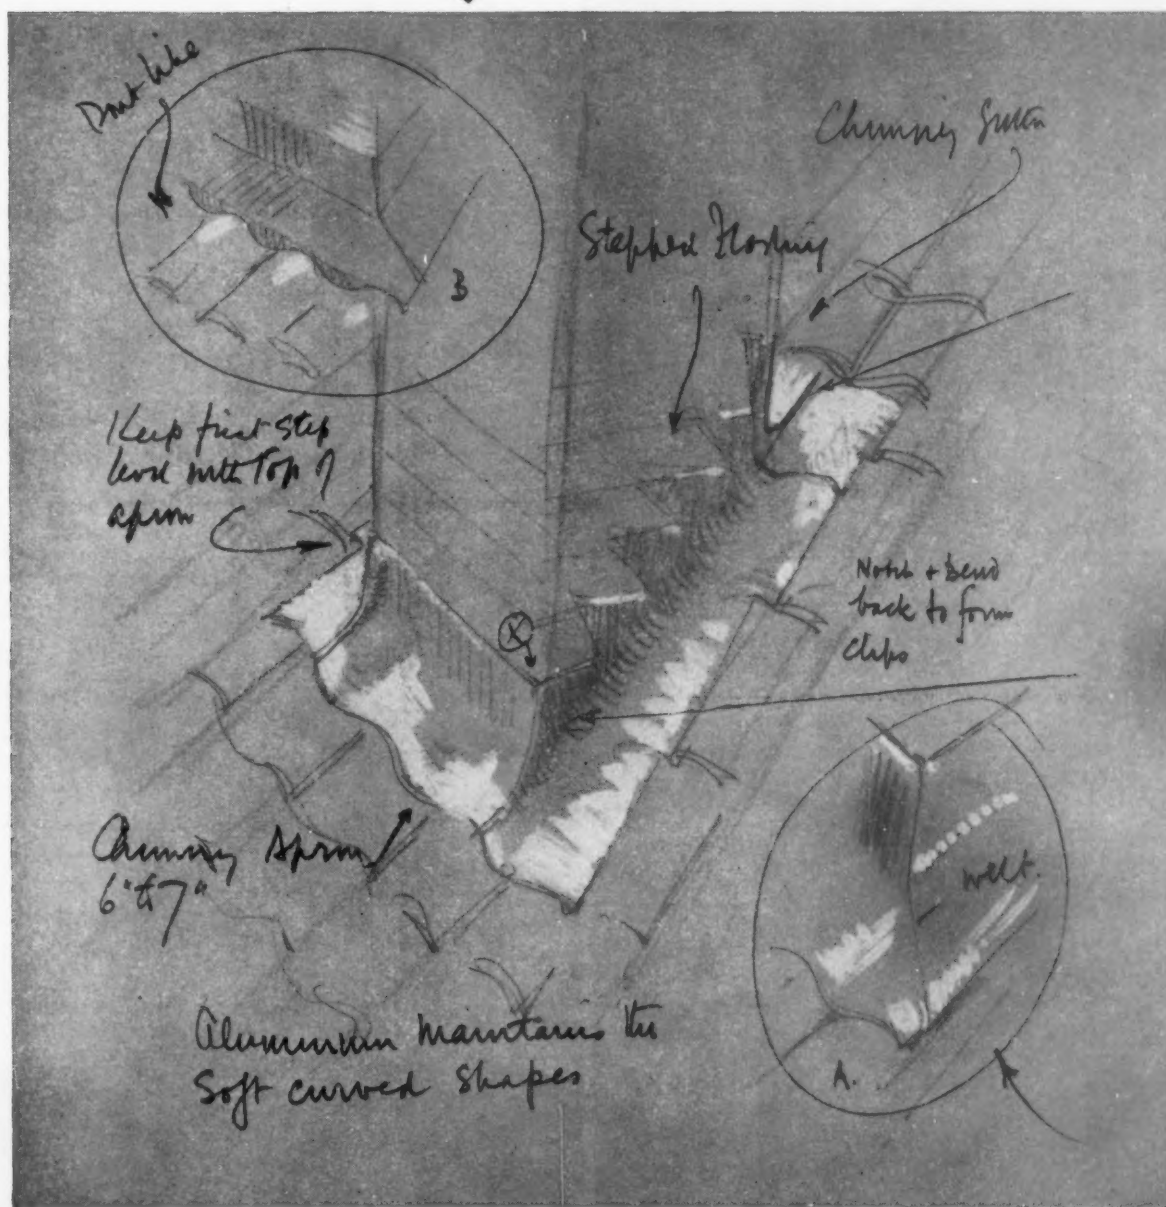 Dont like
Chimney Gutter
Stepped Flashing
B
Keep first step
level with Top of
apron
X
Notch + Bend
back to form
clips
Chimney Apron
6" to 7"
welt.
A.
Aluminium maintains the
Soft curved shapes